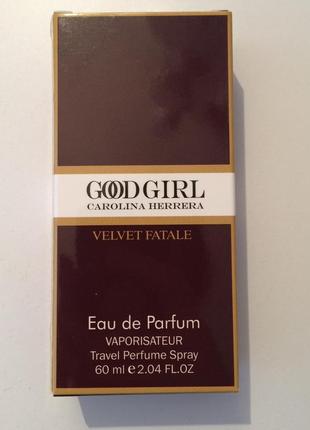 GOOD GIRL
CAROLINA HERRERA
VELVET FATALE
Eau de Parfum
VAPORISATEUR
Travel Perfume Spray
60 ml e 2.04 FL.OZ